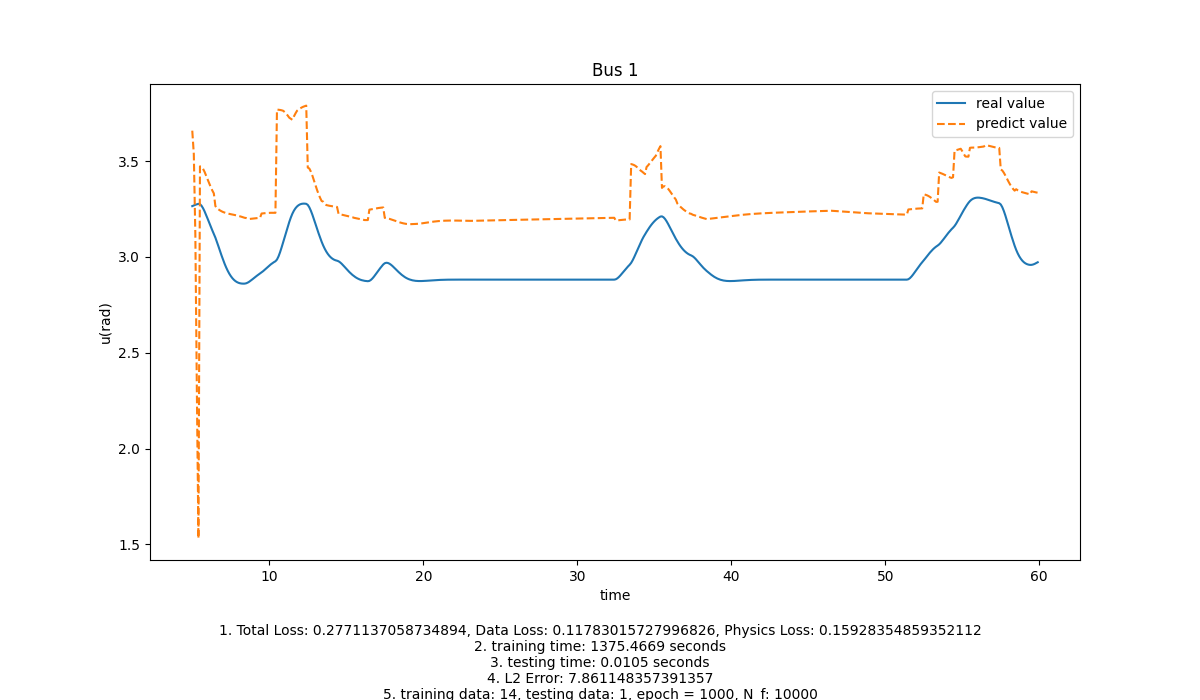 Bus 1
real value
predict value
3.5
3.0
2.5
2.0
1.5
u(rad)
10 20 30 40 50 60
time
1. Total Loss: 0.2771137058734894, Data Loss: 0.11783015727996826, Physics Loss: 0.15928354859352112
2. training time: 1375.4669 seconds
3. testing time: 0.0105 seconds
4. L2 Error: 7.861148357391357
5. training data: 14, testing data: 1, epoch = 1000, N_f: 10000